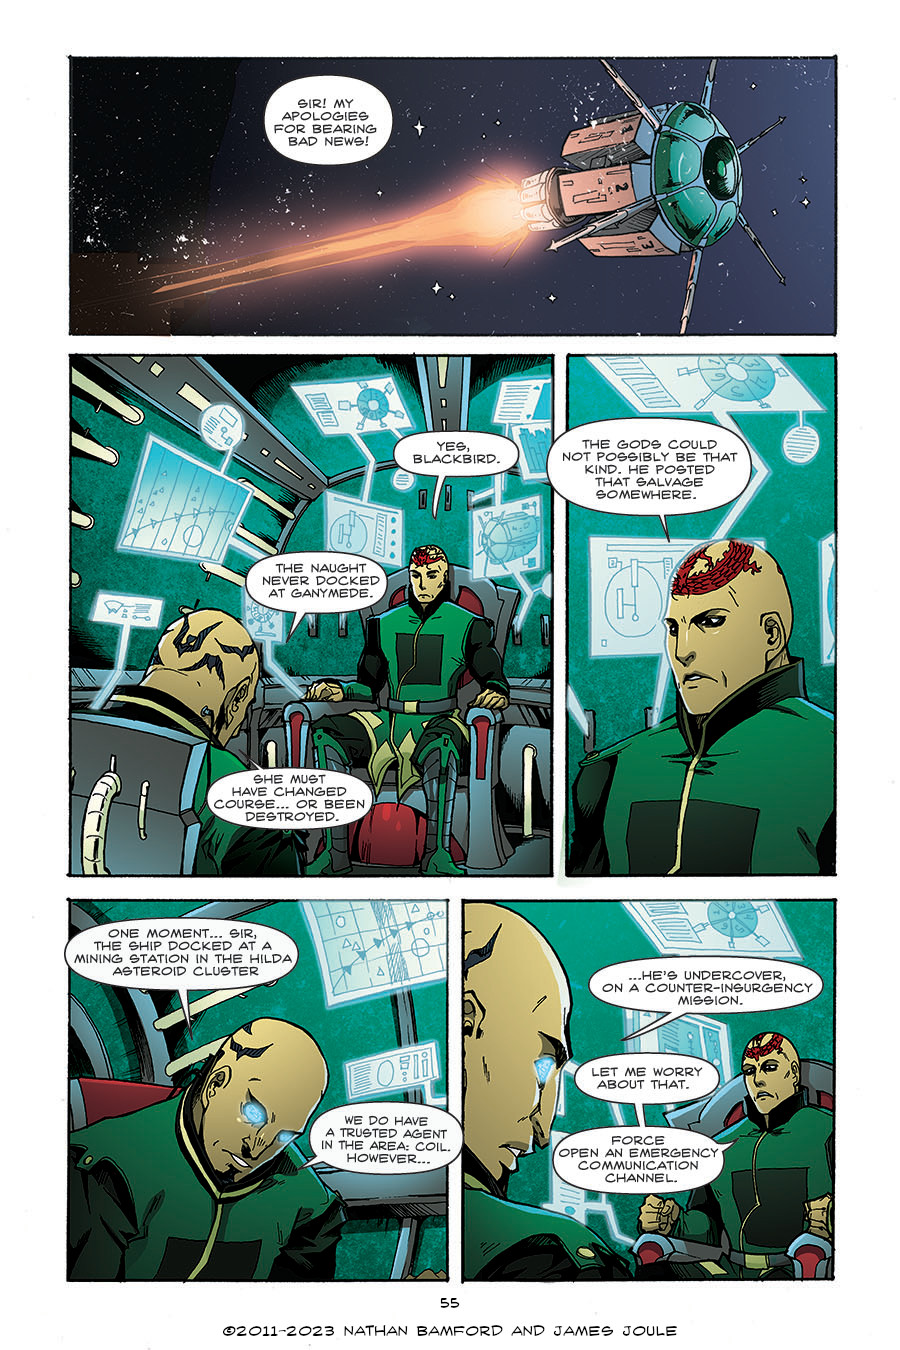 SIR! MY
APOLOGIES
FOR BEARING
BAD NEWS!
2
3
YES,
BLACKBIRD.
THE NAUGHT
NEVER DOCKED
AT GANYMEDE.
SHE MUST
HAVE CHANGED
COURSE... OR BEEN
DESTROYED.
THE GODS COULD
NOT POSSIBLY BE THAT
KIND. HE POSTED
THAT SALVAGE
SOMEWHERE.
ONE MOMENT... SIR,
THE SHIP DOCKED AT A
MINING STATION IN THE HILDA
ASTEROID CLUSTER
WE DO HAVE
A TRUSTED AGENT
IN THE AREA: COIL.
HOWEVER...
...HE'S UNDERCOVER,
ON A COUNTER-INSURGENCY
MISSION.
LET ME WORRY
ABOUT THAT.
FORCE
OPEN AN EMERGENCY
COMMUNICATION
CHANNEL.
55
©2011-2023 NATHAN BAMFORD AND JAMES JOULE